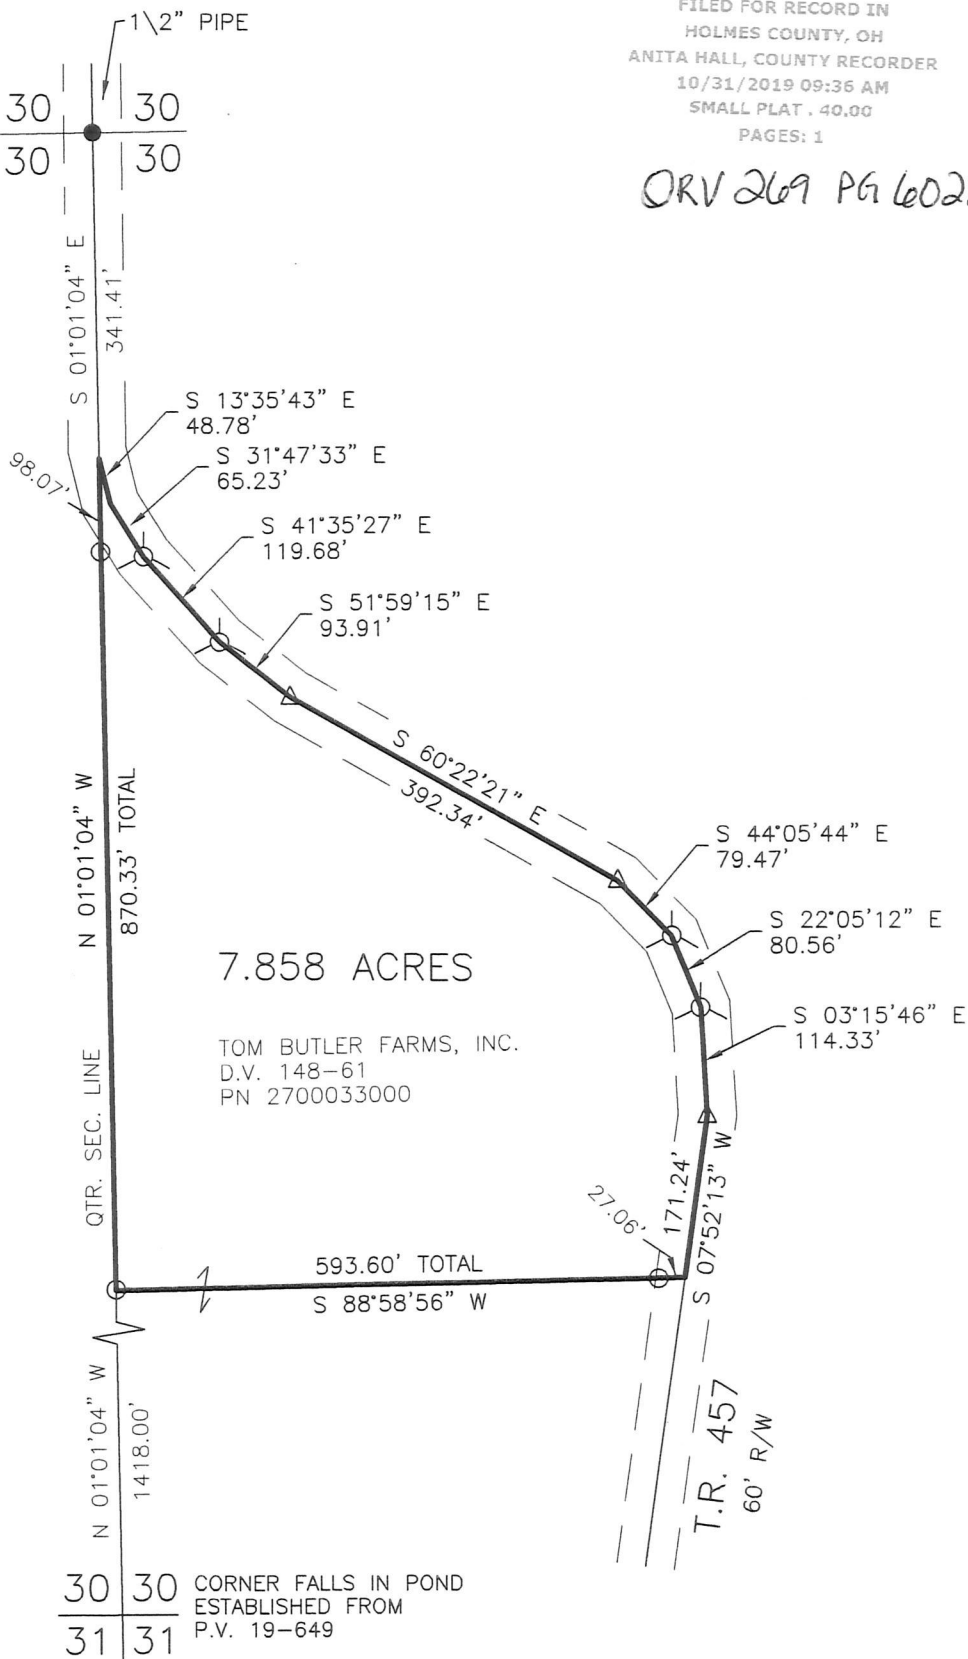 FILED FOR RECORD IN
HOLMES COUNTY, OH
ANITA HALL, COUNTY RECORDER
10/31/2019 09:36 AM
SMALL PLAT . 40.00
PAGES: 1
ORV 269 PG 602
1\2" PIPE
30 30
30 30
S 01°01'04" E
341.41'
S 13°35'43" E
48.78'
98.07'
S 31°47'33" E
65.23'
S 41°35'27" E
119.68'
S 51°59'15" E
93.91'
S 60°22'21" E
392.34'
S 44°05'44" E
79.47'
S 22°05'12" E
80.56'
S 03°15'46" E
114.33'
N 01°01'04" W
870.33' TOTAL
7.858 ACRES
TOM BUTLER FARMS, INC.
D.V. 148-61
PN 2700033000
QTR. SEC. LINE
171.24'
S 07°52'13" W
27.06'
593.60' TOTAL
S 88°58'56" W
N 01°01'04" W
1418.00'
T.R. 457
60' R/W
30 30
31 31
CORNER FALLS IN POND
ESTABLISHED FROM
P.V. 19-649